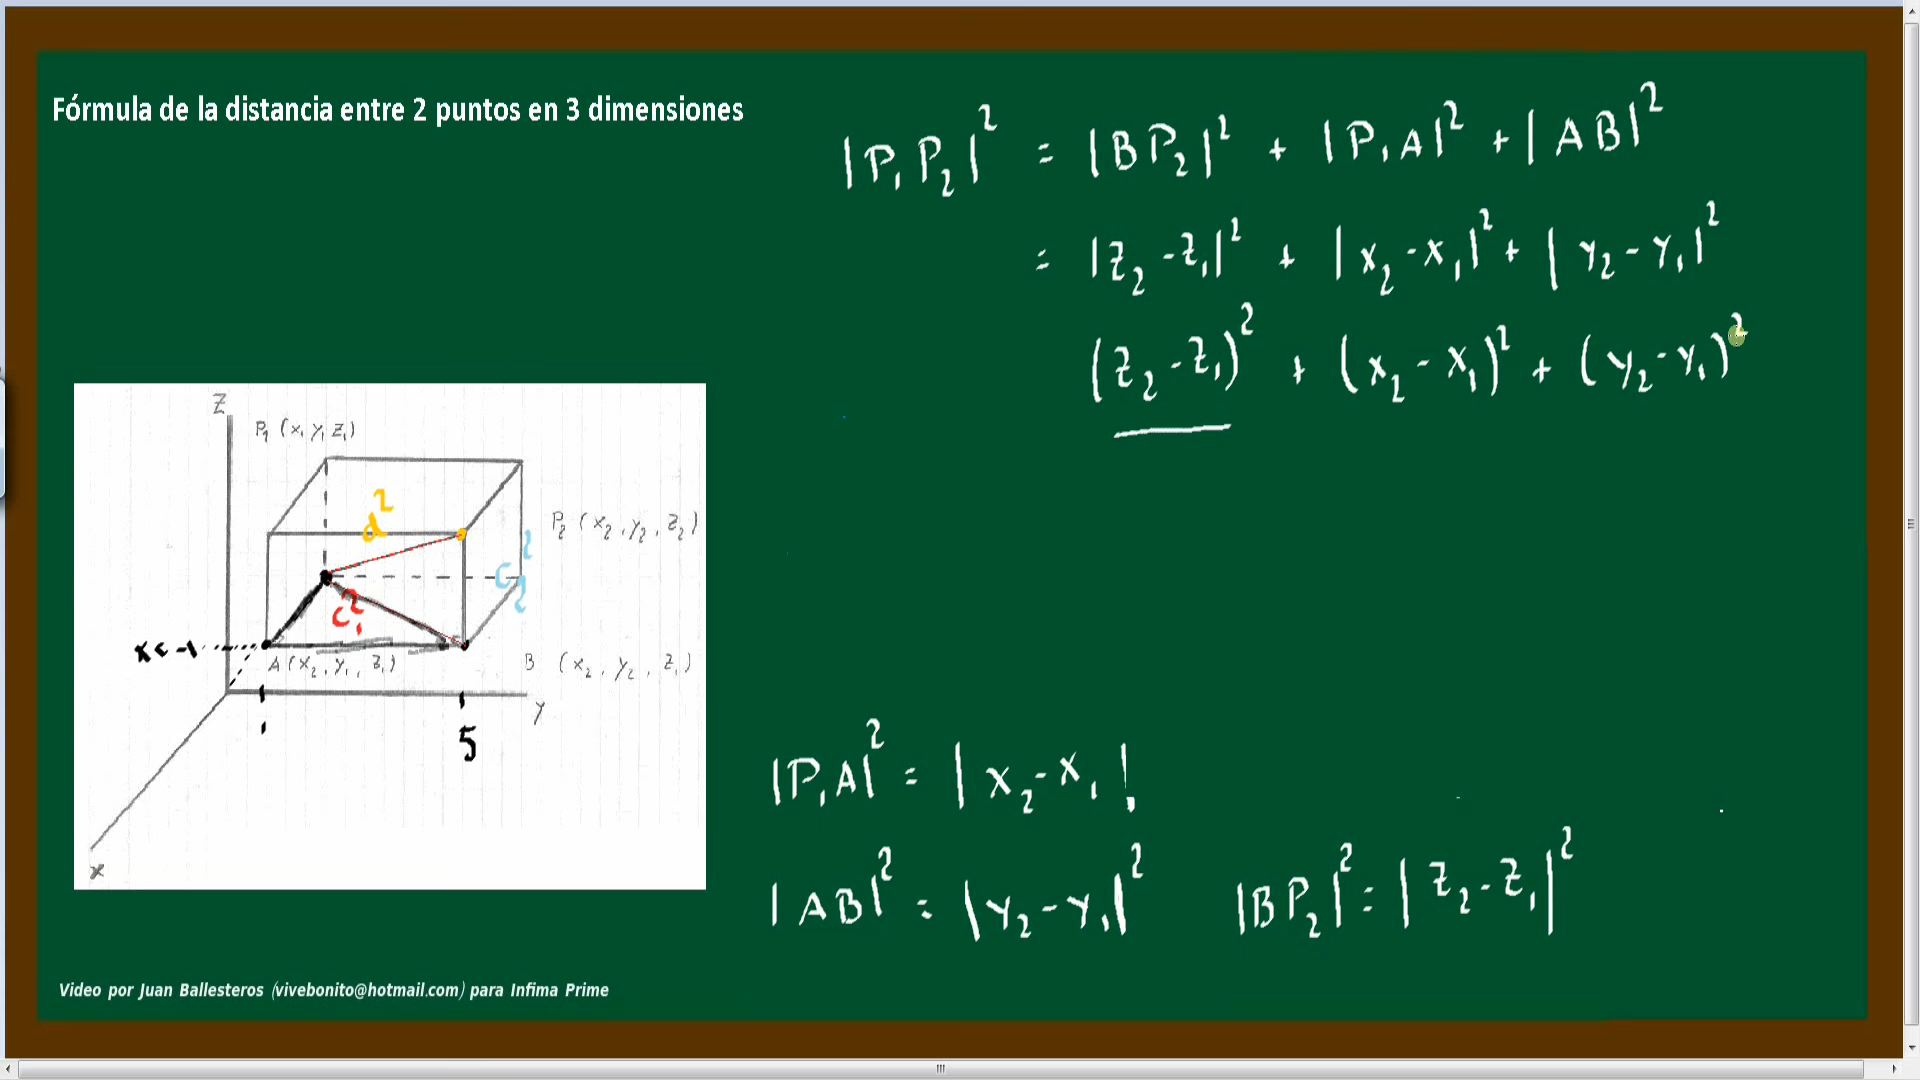 Fórmula de la distancia entre 2 puntos en 3 dimensiones
|P₁P₂|² = |BP₂|² + |P₁A|² + |AB|²
= |Z₂-Z₁|² + |x₂-x₁|² + |Y₂-Y₁|²
(Z₂-Z₁)² + (x₂-x₁)² + (Y₂-Y₁)²
Z
P₁ (x₁ y₁ z₁)
d²
P₂ (x₂, y₂, z₂)
C₂²
C₁²
A (x₂, y₁, z₁)
B (x₂, y₂, z₁)
y
5
x
|P₁A|² = |x₂-x₁|
|AB|² = |Y₂-Y₁|²
|BP₂|² = |Z₂-Z₁|²
Video por Juan Ballesteros (vivebonito@hotmail.com) para Infima Prime